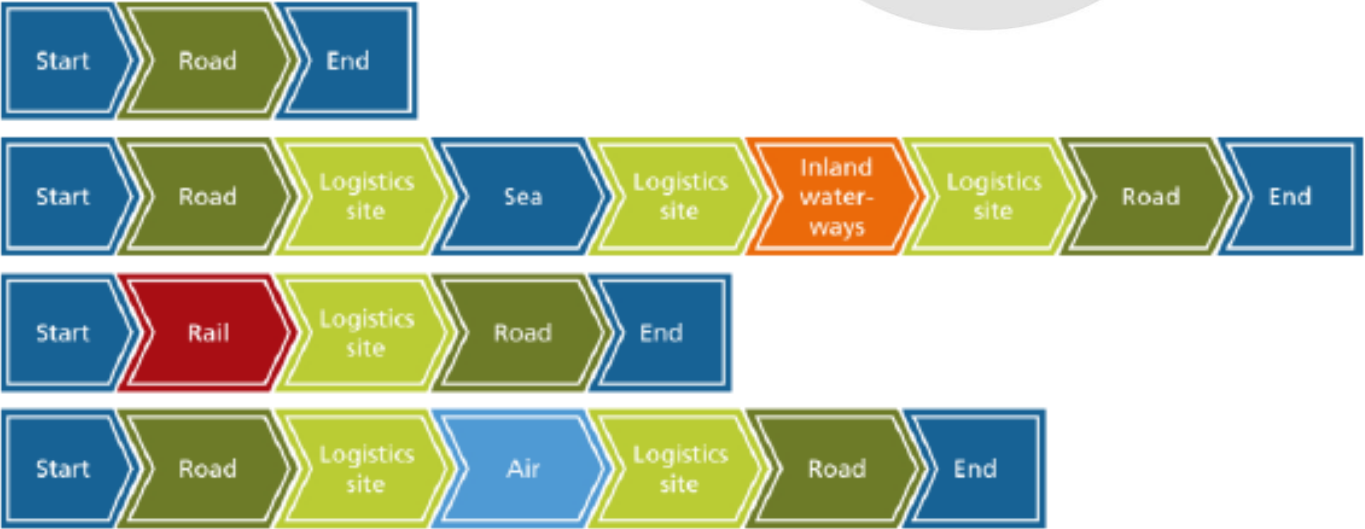 Start
Road
End
Start
Road
Logistics
site
Sea
Logistics
site
Inland
water-
ways
Logistics
site
Road
End
Start
Rail
Logistics
site
Road
End
Start
Road
Logistics
site
Air
Logistics
site
Road
End